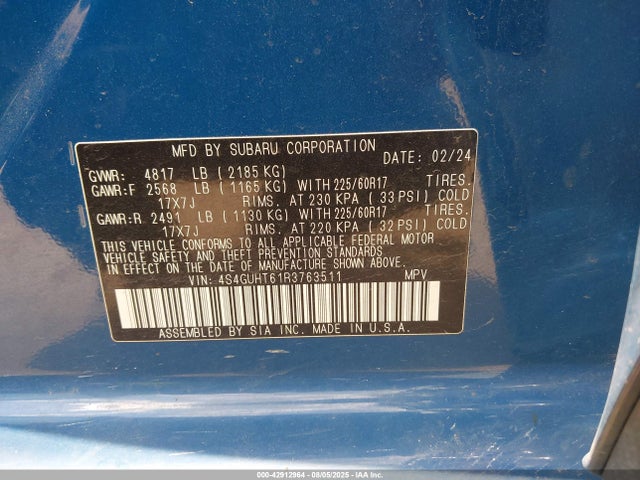 MFD BY SUBARU CORPORATION
DATE: 02/24
GVWR: 4817 LB (2185 KG)
GAWR:F 2568 LB (1165 KG) WITH 225/60R17 TIRES.
17X7J RIMS. AT 230 KPA (33 PSI) COLD
GAWR:R 2491 LB (1130 KG) WITH 225/60R17 TIRES.
17X7J RIMS. AT 220 KPA (32 PSI) COLD
THIS VEHICLE CONFORMS TO ALL APPLICABLE FEDERAL MOTOR
VEHICLE SAFETY AND THEFT PREVENTION STANDARDS
IN EFFECT ON THE DATE OF MANUFACTURE SHOWN ABOVE.
VIN: 4S4GUHT61R3763511 MPV
ASSEMBLED BY SIA INC. MADE IN U.S.A.
000-42912964 - 08/05/2025 - IAA Inc.